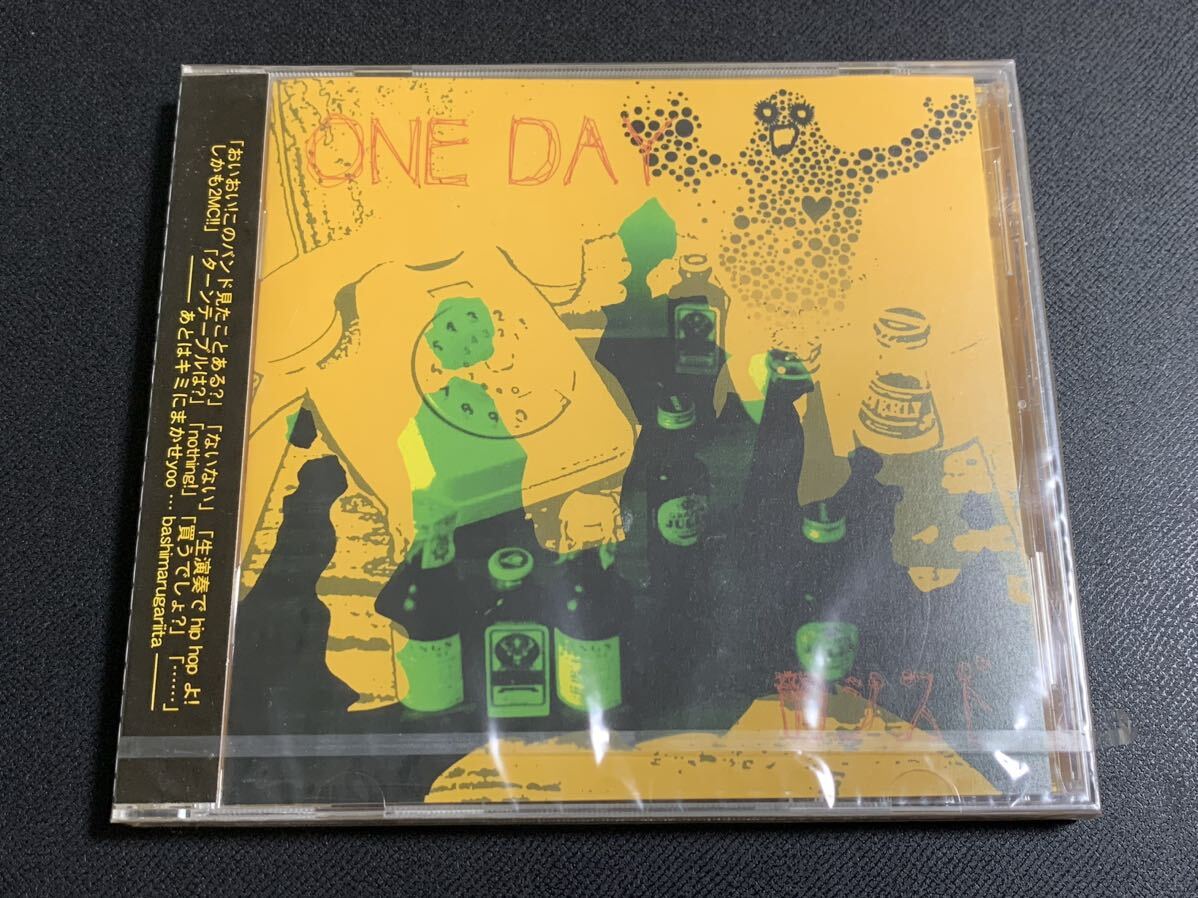 ONE DAY
「おいおい!このバンド見たことある?」「ないない」「生演奏で hip hop よ!
しかも2MC!!」「ターンテーブルは?」「nothing!」「買うでしょ?」「……」
あとはキミにまかせyoo… bashimarugariita